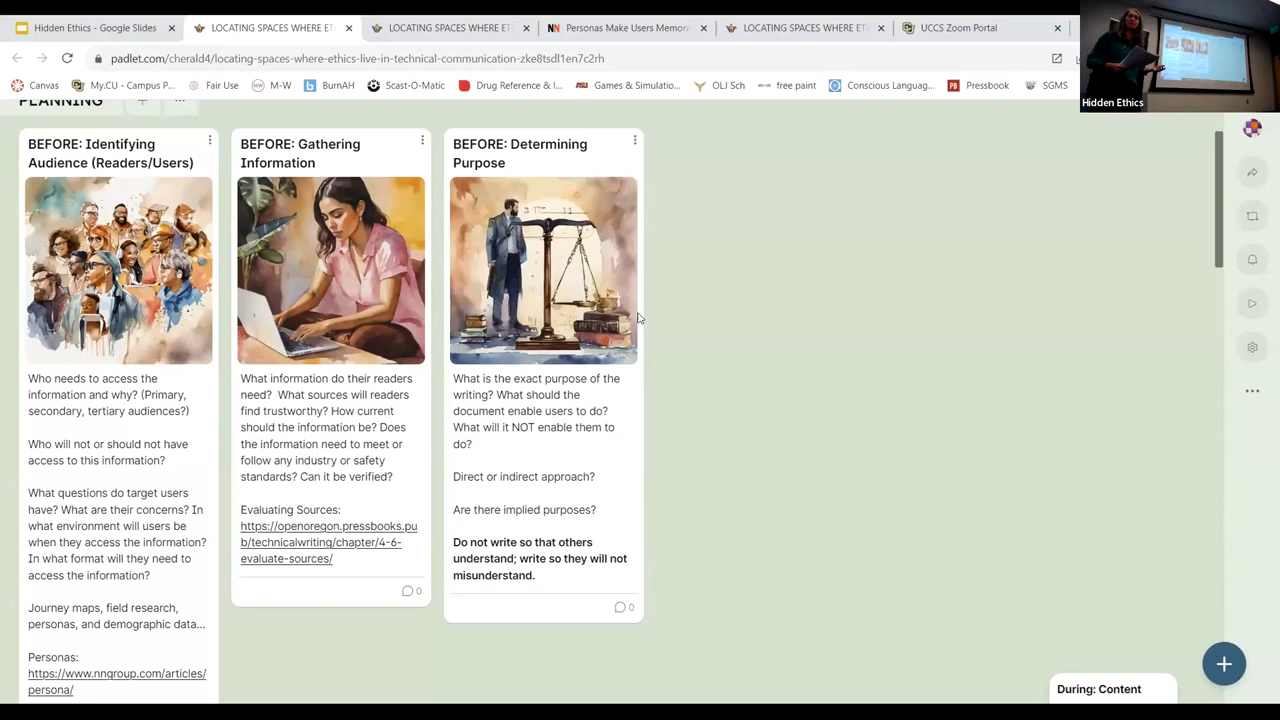 Hidden Ethics - Google Slides
LOCATING SPACES WHERE ETH
LOCATING SPACES WHERE ETH
Personas Make Users Memora
LOCATING SPACES WHERE ETH
UCCS Zoom Portal
padlet.com/cherald4/locating-spaces-where-ethics-live-in-technical-communication-zke8tsdl1en7c2rh
Canvas
My.CU - Campus P...
Fair Use
M-W
BurnAH
Scast-O-Matic
Drug Reference & I...
Games & Simulatio...
OLJ Sch
free paint
Conscious Languag...
Pressbook
SGMS
Hidden Ethics
PLANNING
BEFORE: Identifying
Audience (Readers/Users)
Who needs to access the
information and why? (Primary,
secondary, tertiary audiences?)
Who will not or should not have
access to this information?
What questions do target users
have? What are their concerns? In
what environment will users be
when they access the information?
In what format will they need to
access the information?
Journey maps, field research,
personas, and demographic data...
Personas:
https://www.nngroup.com/articles/
persona/
BEFORE: Gathering
Information
What information do their readers
need? What sources will readers
find trustworthy? How current
should the information be? Does
the information need to meet or
follow any industry or safety
standards? Can it be verified?
Evaluating Sources:
https://openoregon.pressbooks.pu
b/technicalwriting/chapter/4-6-
evaluate-sources/
0
BEFORE: Determining
Purpose
What is the exact purpose of the
writing? What should the
document enable users to do?
What will it NOT enable them to
do?
Direct or indirect approach?
Are there implied purposes?
Do not write so that others
understand; write so they will not
misunderstand.
0
During: Content